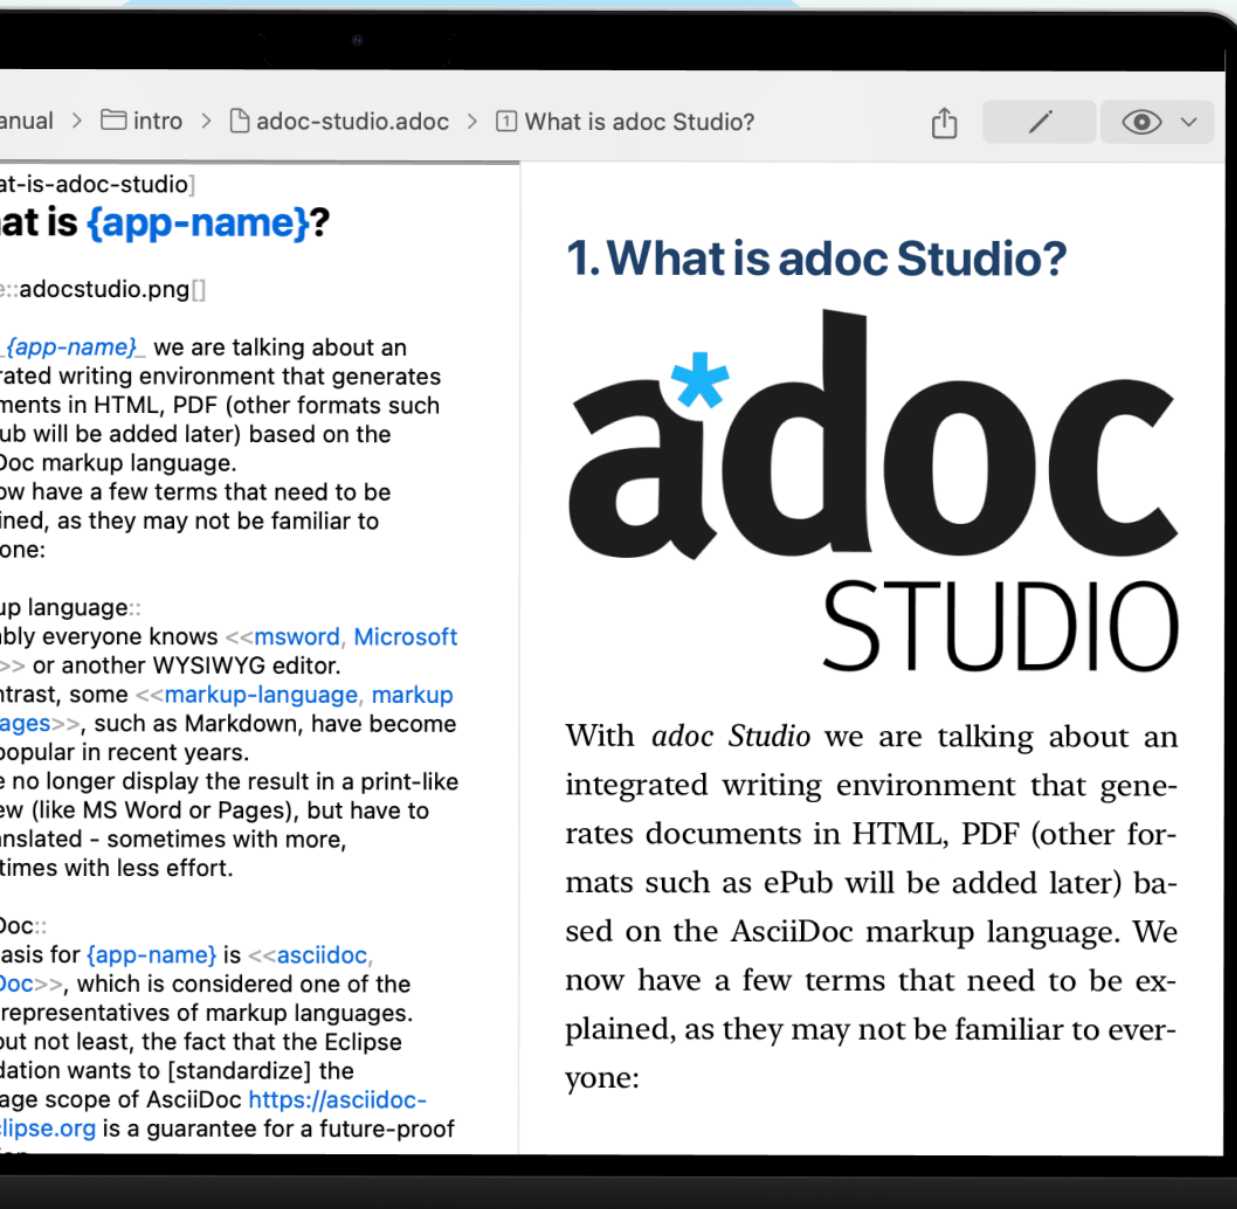 anual > intro > adoc-studio.adoc > 1 What is adoc Studio?
at-is-adoc-studio]
at is {app-name}?
e::adocstudio.png[]
_{app-name}_ we are talking about an
rated writing environment that generates
ments in HTML, PDF (other formats such
ub will be added later) based on the
Doc markup language.
ow have a few terms that need to be
ined, as they may not be familiar to
one:
up language::
ably everyone knows <<msword, Microsoft
>> or another WYSIWYG editor.
ntrast, some <<markup-language, markup
ages>>, such as Markdown, have become
popular in recent years.
e no longer display the result in a print-like
ew (like MS Word or Pages), but have to
anslated - sometimes with more,
times with less effort.
Doc::
asis for {app-name} is <<asciidoc,
Doc>>, which is considered one of the
representatives of markup languages.
but not least, the fact that the Eclipse
dation wants to [standardize] the
age scope of AsciiDoc https://asciidoc-
clipse.org is a guarantee for a future-proof
1. What is adoc Studio?
a*doc
STUDIO
With adoc Studio we are talking about an
integrated writing environment that gene-
rates documents in HTML, PDF (other for-
mats such as ePub will be added later) ba-
sed on the AsciiDoc markup language. We
now have a few terms that need to be ex-
plained, as they may not be familiar to ever-
yone: